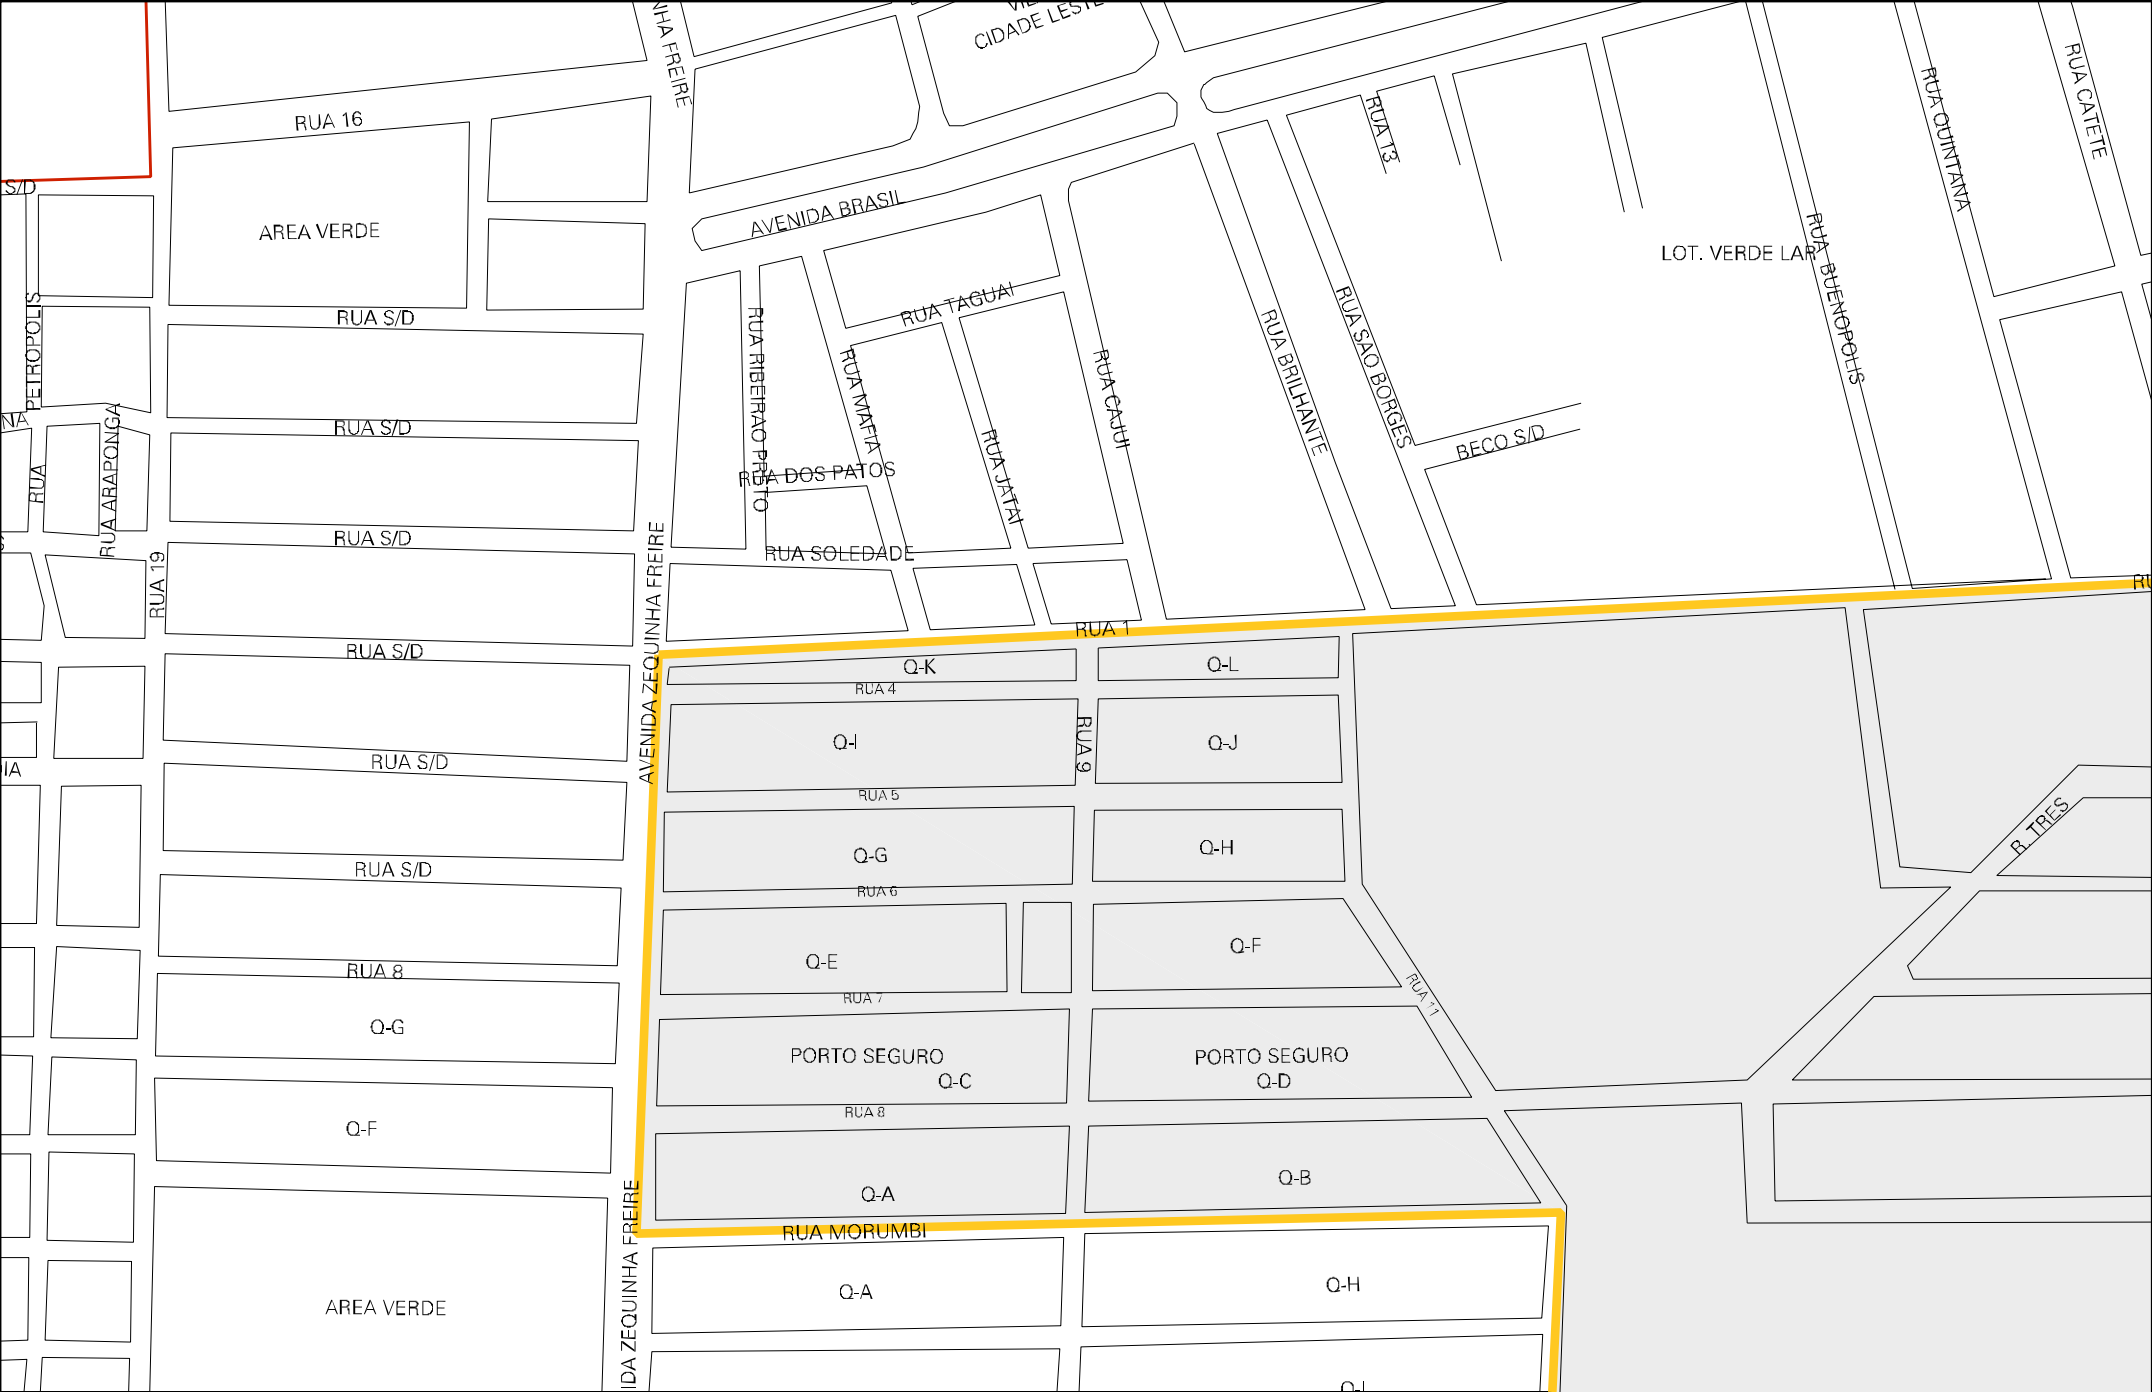 CIDADE LESTE
NHA FREIRE
RUA 16
RUA 13
RUA QUINTANA
RUA CATETE
S/D
AREA VERDE
AVENIDA BRASIL
LOT. VERDE LAR
RUA BUENOPOLIS
PETROPOLIS
RUA S/D
RUA TAGUAI
RUA RIBEIRAO PRETO
RUA MAFIA
RUA CAJUI
RUA BRILHANTE
RUA SAO BORGES
NA
RUA S/D
RUA ARAPONGA
RUA
RUA DOS PATOS
RUA JATAI
BECO S/D
RUA S/D
RUA SOLEDADE
RUA 19
AVENIDA ZEQUINHA FREIRE
RU
RUA 1
RUA S/D
Q-K
Q-L
RUA 4
Q-I
RUA 9
Q-J
IA
RUA S/D
RUA 5
R. TRES
Q-G
Q-H
RUA S/D
RUA 6
Q-E
Q-F
RUA 8
RUA 7
RUA 11
Q-G
PORTO SEGURO
Q-C
PORTO SEGURO
Q-D
RUA 8
Q-F
Q-A
Q-B
RUA MORUMBI
IDA ZEQUINHA FREIRE
AREA VERDE
Q-A
Q-H